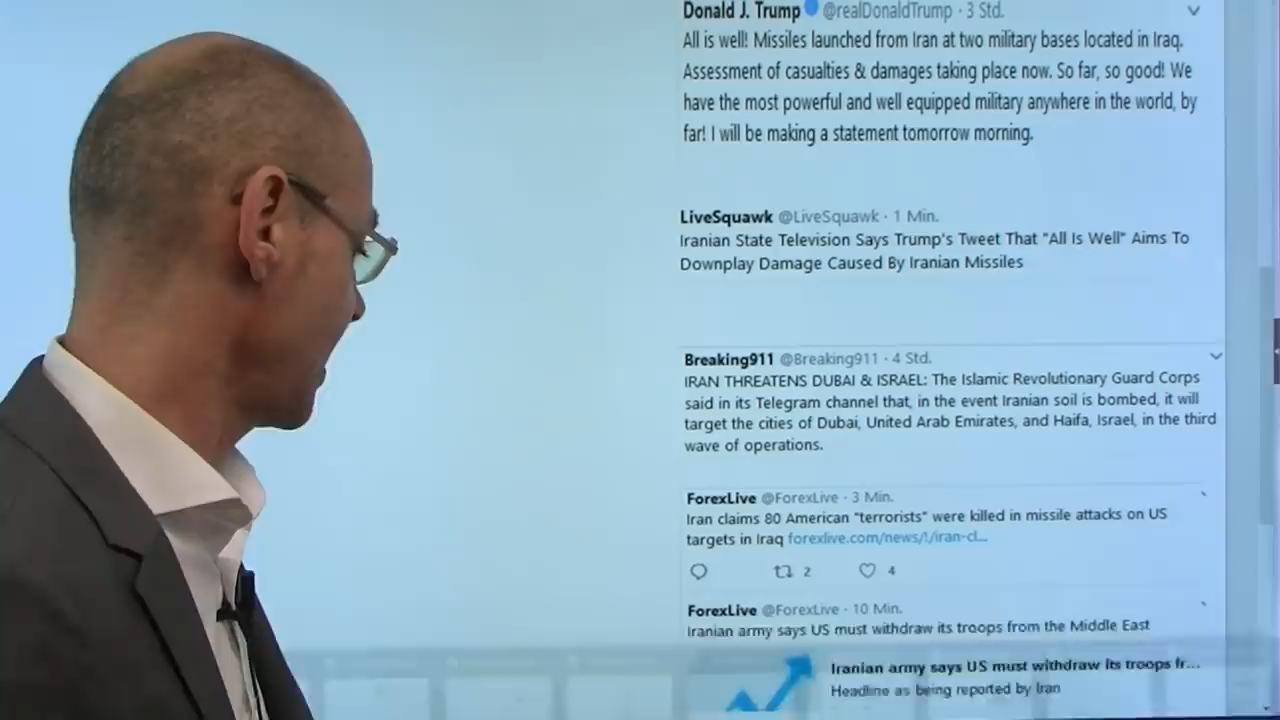 Donald J. Trump @realDonaldTrump · 3 Std.
All is well! Missiles launched from Iran at two military bases located in Iraq.
Assessment of casualties & damages taking place now. So far, so good! We
have the most powerful and well equipped military anywhere in the world, by
far! I will be making a statement tomorrow morning.
LiveSquawk @LiveSquawk · 1 Min.
Iranian State Television Says Trump's Tweet That "All Is Well" Aims To
Downplay Damage Caused By Iranian Missiles
Breaking911 @Breaking911 · 4 Std.
IRAN THREATENS DUBAI & ISRAEL: The Islamic Revolutionary Guard Corps
said in its Telegram channel that, in the event Iranian soil is bombed, it will
target the cities of Dubai, United Arab Emirates, and Haifa, Israel, in the third
wave of operations.
ForexLive @ForexLive · 3 Min.
Iran claims 80 American "terrorists" were killed in missile attacks on US
targets in Iraq forexlive.com/news/!/iran-cl...
2 4
ForexLive @ForexLive · 10 Min.
Iranian army says US must withdraw its troops from the Middle East
Iranian army says US must withdraw its troops fr...
Headline as being reported by Iran